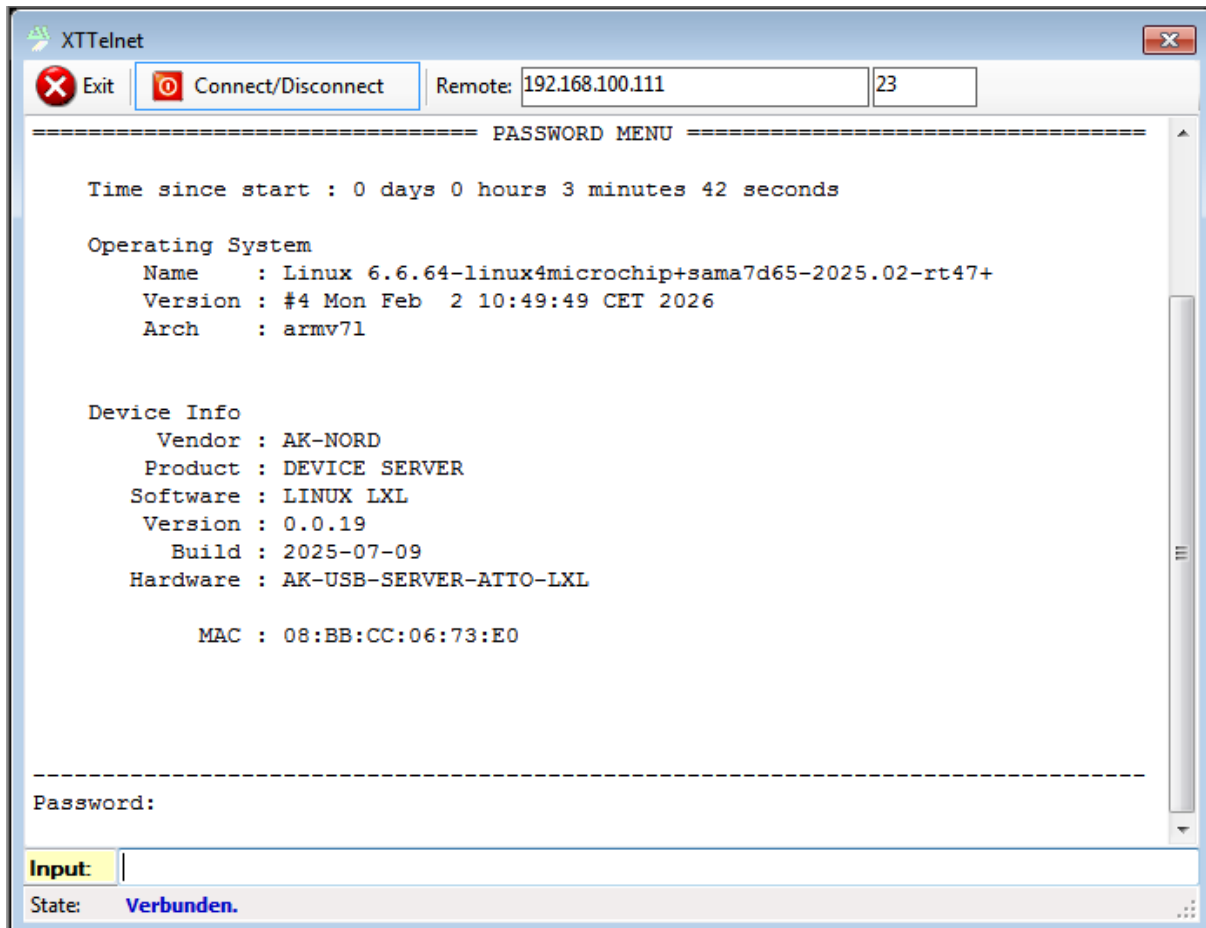 XTTelnet
Exit Connect/Disconnect Remote: 192.168.100.111 23
================================ PASSWORD MENU =================================
Time since start : 0 days 0 hours 3 minutes 42 seconds
Operating System
Name    : Linux 6.6.64-linux4microchip+sama7d65-2025.02-rt47+
Version : #4 Mon Feb  2 10:49:49 CET 2026
Arch    : armv7l
Device Info
Vendor : AK-NORD
Product : DEVICE SERVER
Software : LINUX LXL
Version : 0.0.19
Build : 2025-07-09
Hardware : AK-USB-SERVER-ATTO-LXL
MAC : 08:BB:CC:06:73:E0
--------------------------------------------------------------------------------
Password:
Input:
State: Verbunden.